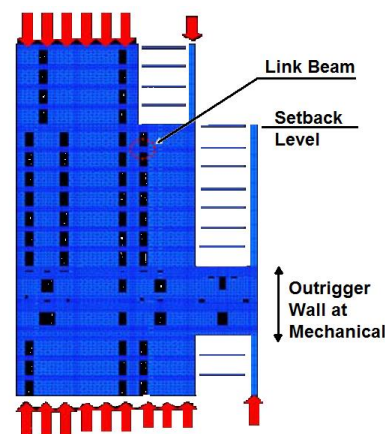 Link Beam
Setback
Level
Outrigger
Wall at
Mechanical